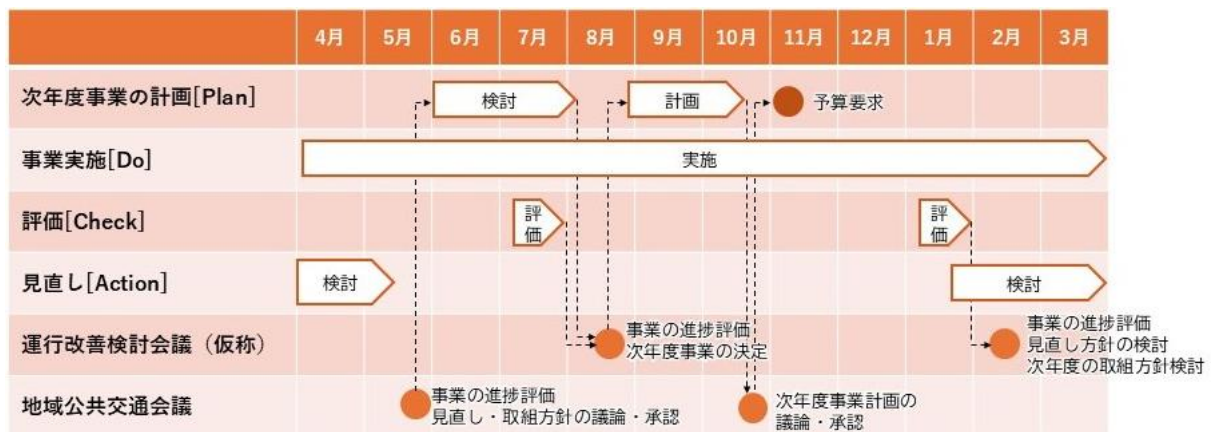 4月 5月 6月 7月 8月 9月 10月 11月 12月 1月 2月 3月
次年度事業の計画[Plan]
検討
計画
予算要求
事業実施[Do]
実施
評価[Check]
評
価
評
価
見直し[Action]
検討
検討
運行改善検討会議（仮称）
事業の進捗評価
次年度事業の決定
事業の進捗評価
見直し方針の検討
次年度の取組方針検討
地域公共交通会議
事業の進捗評価
見直し・取組方針の議論・承認
次年度事業計画の
議論・承認